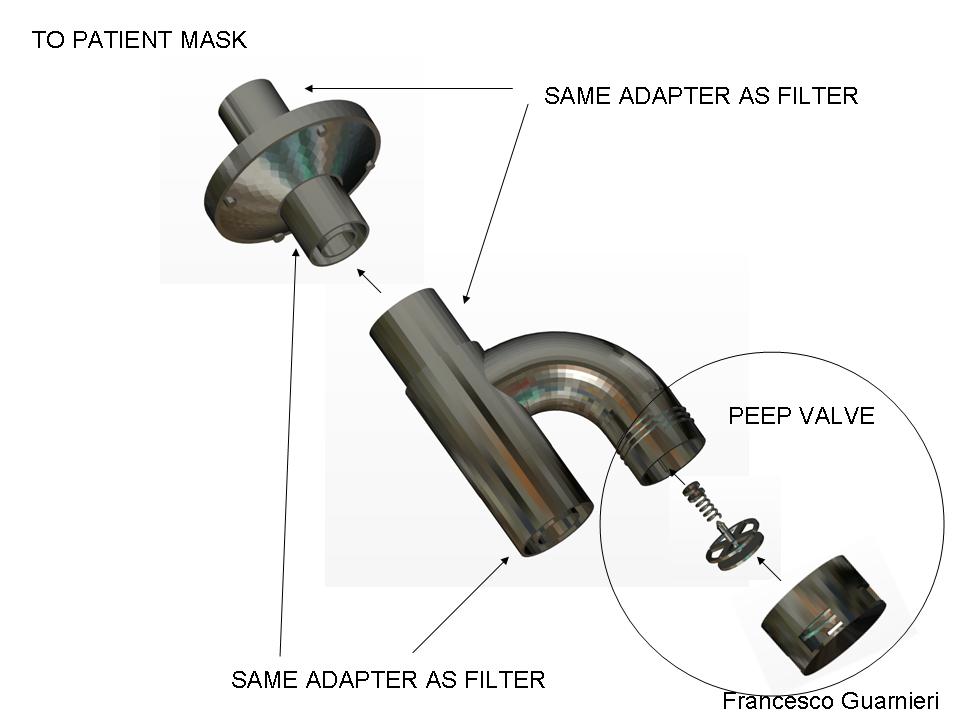 TO PATIENT MASK
SAME ADAPTER AS FILTER
PEEP VALVE
SAME ADAPTER AS FILTER
Francesco Guarnieri